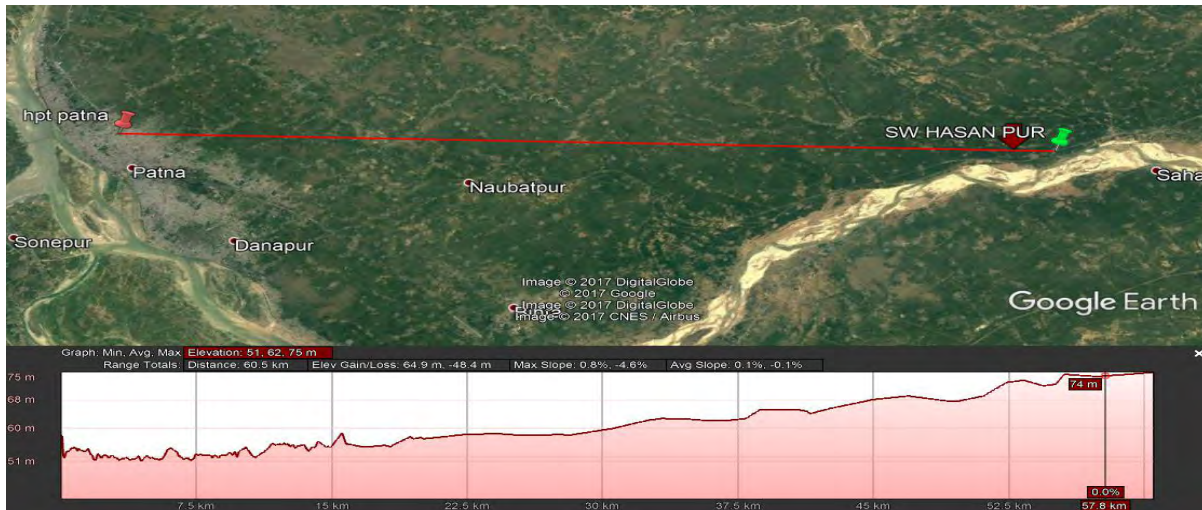 hpt patna
SW HASAN PUR
Patna
Saha
Naubatpur
Sonepur
Danapur
Image © 2017 DigitalGlobe
© 2017 Google
Image © 2017 DigitalGlobe
Image © 2017 CNES / Airbus
Google Earth
Graph: Min, Avg, Max Elevation: 51, 62, 75 m
Range Totals: Distance: 60.5 km Elev Gain/Loss: 64.9 m, -48.4 m Max Slope: 0.8%, -4.6% Avg Slope: 0.1%, -0.1%
75 m
74 m
68 m
60 m
51 m
0.0%
7.5 km 15 km 22.5 km 30 km 37.5 km 45 km 52.5 km 57.8 km